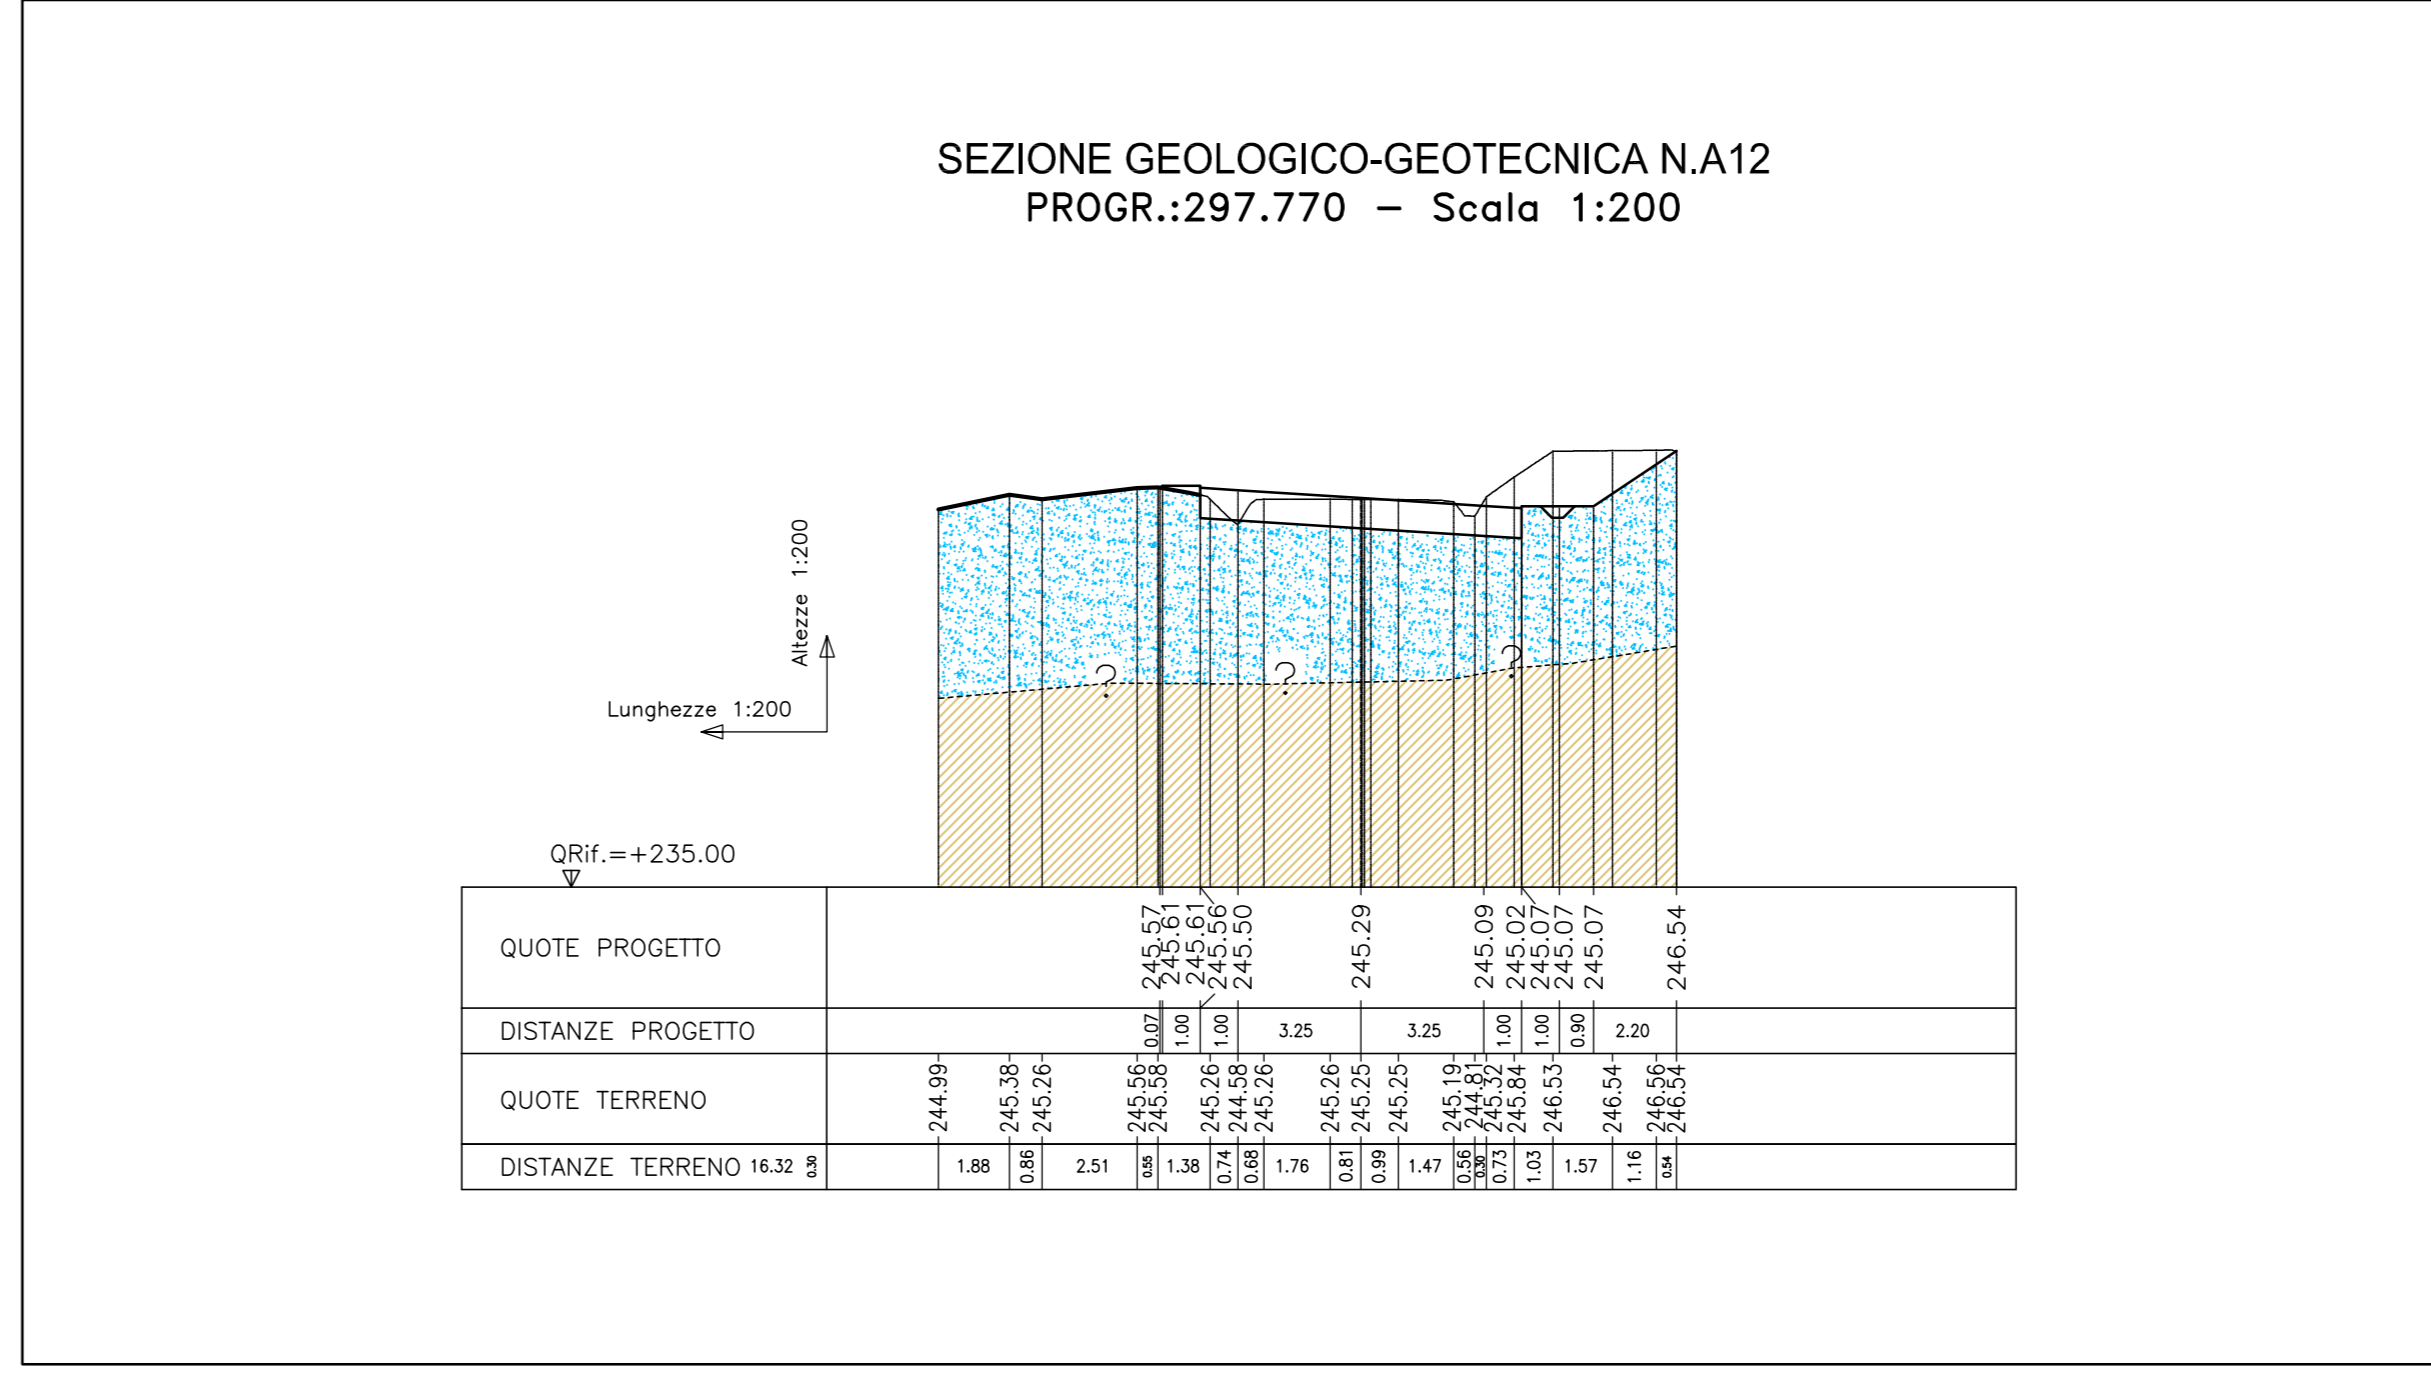 SEZIONE GEOLOGICO-GEOTECNICA N.A12
PROGR.:297.770 – Scala 1:200
Altezze 1:200
Lunghezze 1:200
? ? ?
QRif.=+235.00
QUOTE PROGETTO 245.57 245.61 245.61 245.56 245.50 245.29 245.09 245.02 245.07 245.07 245.07 246.54
DISTANZE PROGETTO 0.07 1.00 1.00 3.25 3.25 1.00 1.00 0.90 2.20
QUOTE TERRENO 244.99 245.38 245.26 245.56 245.58 245.26 244.58 245.26 245.26 245.25 245.25 245.19 244.81 245.32 245.84 246.53 246.54 246.56 246.54
DISTANZE TERRENO 16.32 0.30 1.88 0.86 2.51 0.55 1.38 0.74 0.68 1.76 0.81 0.99 1.47 0.56 0.30 0.73 1.03 1.57 1.16 0.54